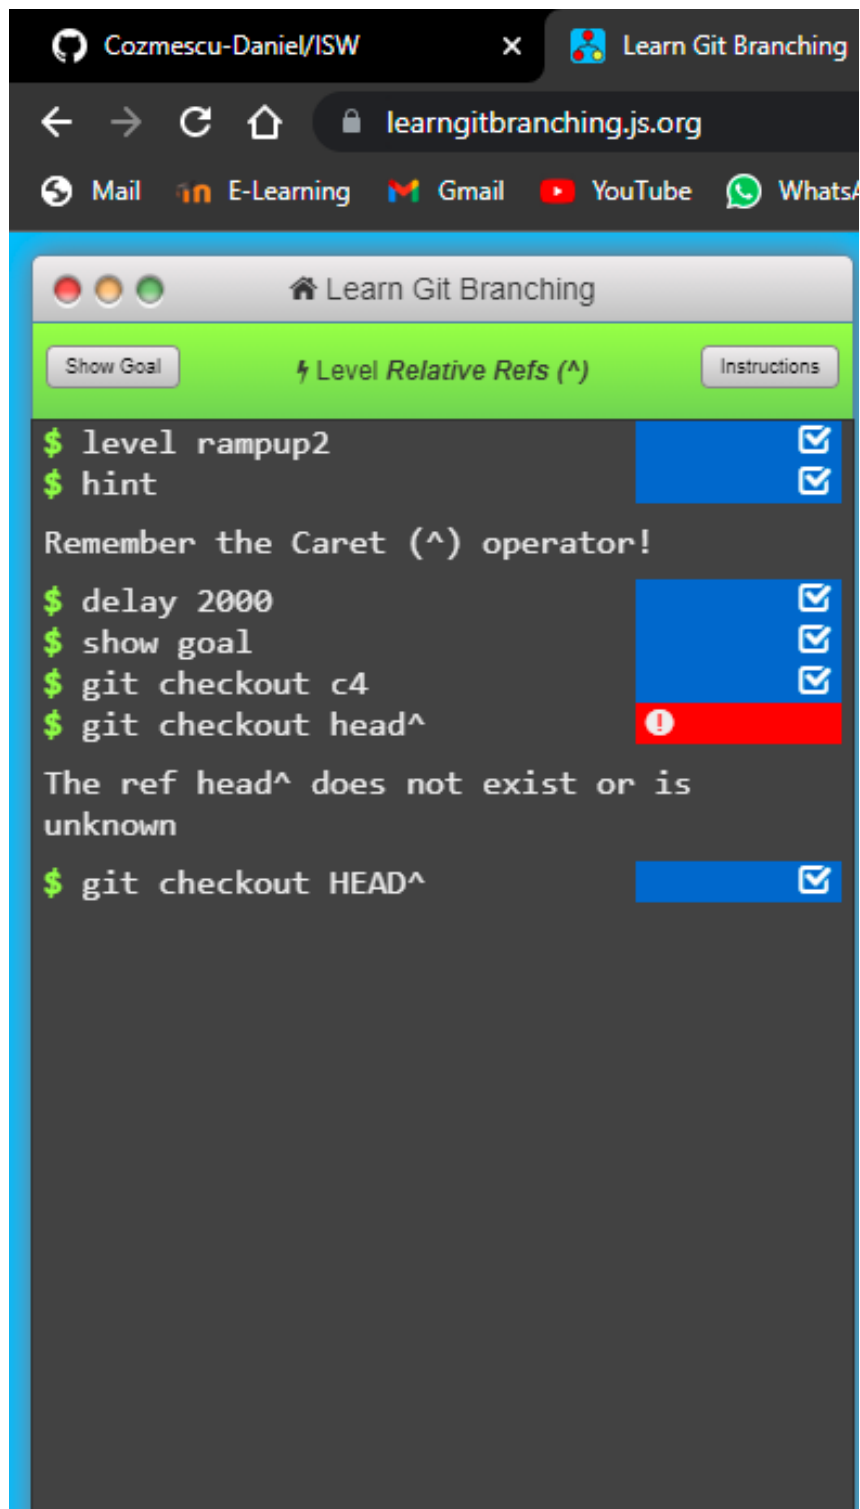 Cozmescu-Daniel/ISW
Learn Git Branching
learngitbranching.js.org
Mail E-Learning Gmail YouTube WhatsA
Learn Git Branching
Show Goal Level Relative Refs (^) Instructions
$ level rampup2
$ hint
Remember the Caret (^) operator!
$ delay 2000
$ show goal
$ git checkout c4
$ git checkout head^
The ref head^ does not exist or is
unknown
$ git checkout HEAD^